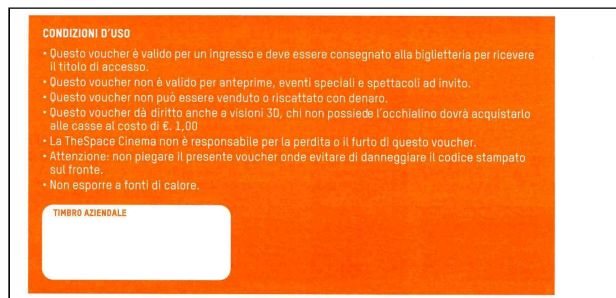 CONDIZIONI D'USO
• Questo voucher è valido per un ingresso e deve essere consegnato alla biglietteria per ricevere
il titolo di accesso.
• Questo voucher non è valido per anteprime, eventi speciali e spettacoli ad invito.
• Questo voucher non può essere venduto o riscattato con denaro.
• Questo voucher dà diritto anche a visioni 3D, chi non possiede l'occhialino dovrà acquistarlo
alle casse al costo di €. 1,00
• La TheSpace Cinema non è responsabile per la perdita o il furto di questo voucher.
• Attenzione: non piegare il presente voucher onde evitare di danneggiare il codice stampato
sul fronte.
• Non esporre a fonti di calore.
TIMBRO AZIENDALE